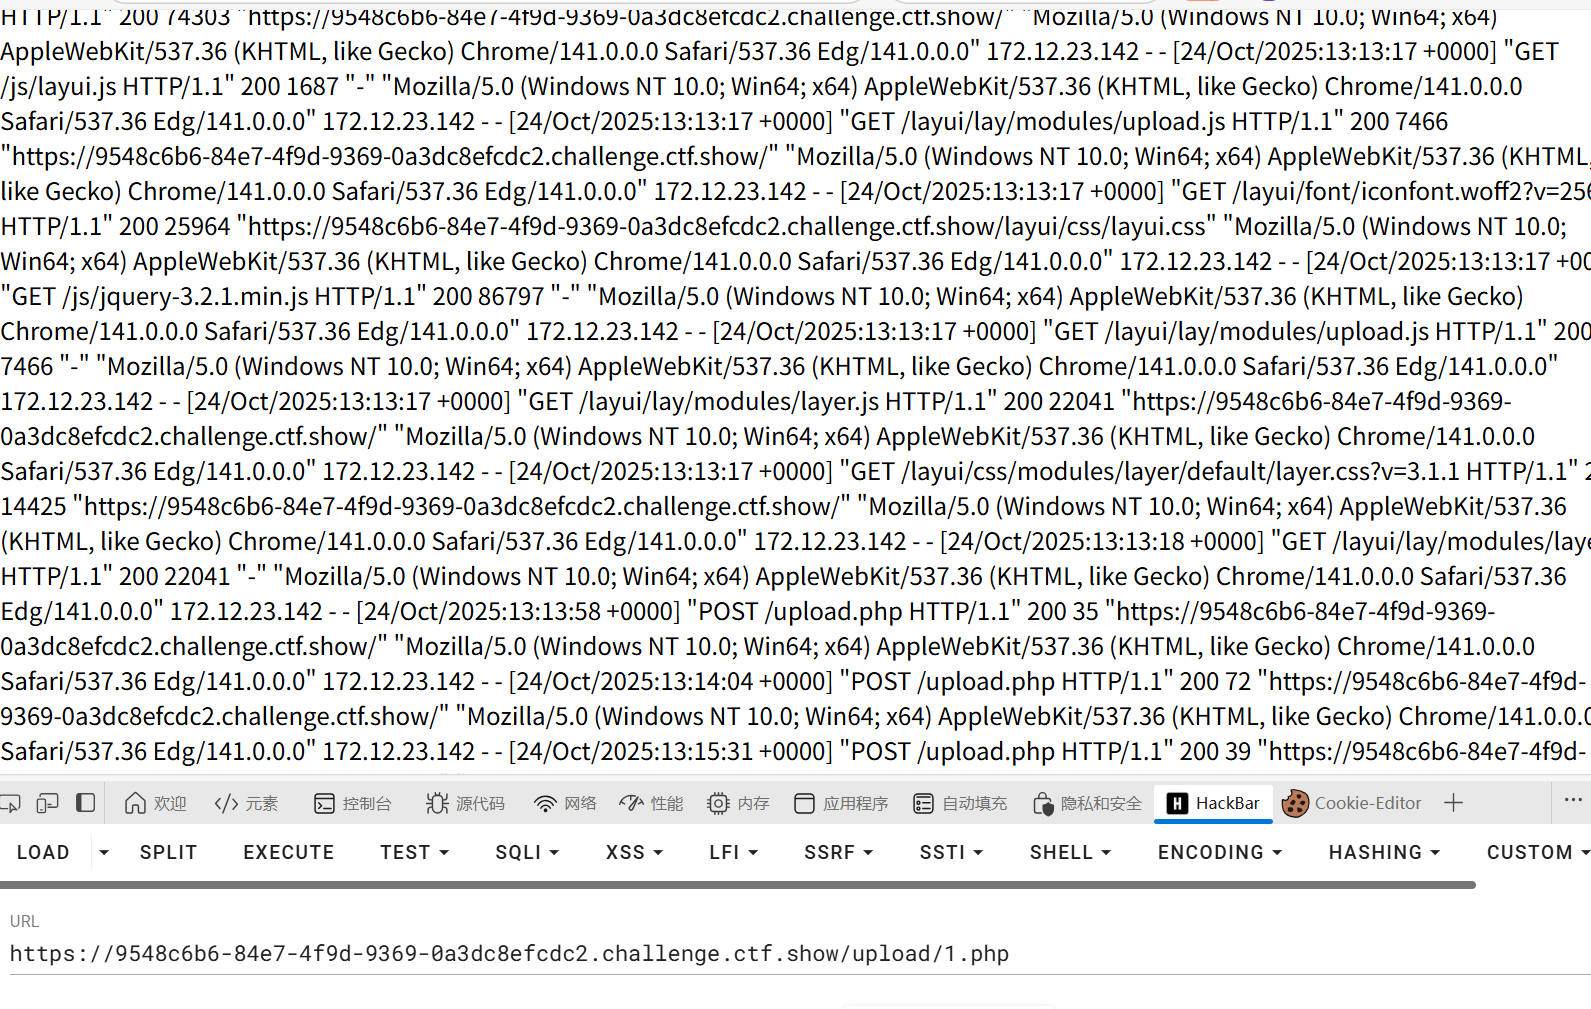 HTTP/1.1" 200 74303 "https://9548c6b6-84e7-4f9d-9369-0a3dc8efcdc2.challenge.ctf.show/" "Mozilla/5.0 (Windows NT 10.0; Win64; x64)
AppleWebKit/537.36 (KHTML, like Gecko) Chrome/141.0.0.0 Safari/537.36 Edg/141.0.0.0" 172.12.23.142 - - [24/Oct/2025:13:13:17 +0000] "GET
/js/layui.js HTTP/1.1" 200 1687 "-" "Mozilla/5.0 (Windows NT 10.0; Win64; x64) AppleWebKit/537.36 (KHTML, like Gecko) Chrome/141.0.0.0
Safari/537.36 Edg/141.0.0.0" 172.12.23.142 - - [24/Oct/2025:13:13:17 +0000] "GET /layui/lay/modules/upload.js HTTP/1.1" 200 7466
"https://9548c6b6-84e7-4f9d-9369-0a3dc8efcdc2.challenge.ctf.show/" "Mozilla/5.0 (Windows NT 10.0; Win64; x64) AppleWebKit/537.36 (KHTML,
like Gecko) Chrome/141.0.0.0 Safari/537.36 Edg/141.0.0.0" 172.12.23.142 - - [24/Oct/2025:13:13:17 +0000] "GET /layui/font/iconfont.woff2?v=256
HTTP/1.1" 200 25964 "https://9548c6b6-84e7-4f9d-9369-0a3dc8efcdc2.challenge.ctf.show/layui/css/layui.css" "Mozilla/5.0 (Windows NT 10.0;
Win64; x64) AppleWebKit/537.36 (KHTML, like Gecko) Chrome/141.0.0.0 Safari/537.36 Edg/141.0.0.0" 172.12.23.142 - - [24/Oct/2025:13:13:17 +00
"GET /js/jquery-3.2.1.min.js HTTP/1.1" 200 86797 "-" "Mozilla/5.0 (Windows NT 10.0; Win64; x64) AppleWebKit/537.36 (KHTML, like Gecko)
Chrome/141.0.0.0 Safari/537.36 Edg/141.0.0.0" 172.12.23.142 - - [24/Oct/2025:13:13:17 +0000] "GET /layui/lay/modules/upload.js HTTP/1.1" 200
7466 "-" "Mozilla/5.0 (Windows NT 10.0; Win64; x64) AppleWebKit/537.36 (KHTML, like Gecko) Chrome/141.0.0.0 Safari/537.36 Edg/141.0.0.0"
172.12.23.142 - - [24/Oct/2025:13:13:17 +0000] "GET /layui/lay/modules/layer.js HTTP/1.1" 200 22041 "https://9548c6b6-84e7-4f9d-9369-
0a3dc8efcdc2.challenge.ctf.show/" "Mozilla/5.0 (Windows NT 10.0; Win64; x64) AppleWebKit/537.36 (KHTML, like Gecko) Chrome/141.0.0.0
Safari/537.36 Edg/141.0.0.0" 172.12.23.142 - - [24/Oct/2025:13:13:17 +0000] "GET /layui/css/modules/layer/default/layer.css?v=3.1.1 HTTP/1.1" 2
14425 "https://9548c6b6-84e7-4f9d-9369-0a3dc8efcdc2.challenge.ctf.show/" "Mozilla/5.0 (Windows NT 10.0; Win64; x64) AppleWebKit/537.36
(KHTML, like Gecko) Chrome/141.0.0.0 Safari/537.36 Edg/141.0.0.0" 172.12.23.142 - - [24/Oct/2025:13:13:18 +0000] "GET /layui/lay/modules/laye
HTTP/1.1" 200 22041 "-" "Mozilla/5.0 (Windows NT 10.0; Win64; x64) AppleWebKit/537.36 (KHTML, like Gecko) Chrome/141.0.0.0 Safari/537.36
Edg/141.0.0.0" 172.12.23.142 - - [24/Oct/2025:13:13:58 +0000] "POST /upload.php HTTP/1.1" 200 35 "https://9548c6b6-84e7-4f9d-9369-
0a3dc8efcdc2.challenge.ctf.show/" "Mozilla/5.0 (Windows NT 10.0; Win64; x64) AppleWebKit/537.36 (KHTML, like Gecko) Chrome/141.0.0.0
Safari/537.36 Edg/141.0.0.0" 172.12.23.142 - - [24/Oct/2025:13:14:04 +0000] "POST /upload.php HTTP/1.1" 200 72 "https://9548c6b6-84e7-4f9d-
9369-0a3dc8efcdc2.challenge.ctf.show/" "Mozilla/5.0 (Windows NT 10.0; Win64; x64) AppleWebKit/537.36 (KHTML, like Gecko) Chrome/141.0.0.0
Safari/537.36 Edg/141.0.0.0" 172.12.23.142 - - [24/Oct/2025:13:15:31 +0000] "POST /upload.php HTTP/1.1" 200 39 "https://9548c6b6-84e7-4f9d-
欢迎 </> 元素 控制台 源代码 网络 性能 内存 应用程序 自动填充 隐私和安全 H HackBar Cookie-Editor + ...
LOAD SPLIT EXECUTE TEST SQLI XSS LFI SSRF SSTI SHELL ENCODING HASHING CUSTOM
URL
https://9548c6b6-84e7-4f9d-9369-0a3dc8efcdc2.challenge.ctf.show/upload/1.php